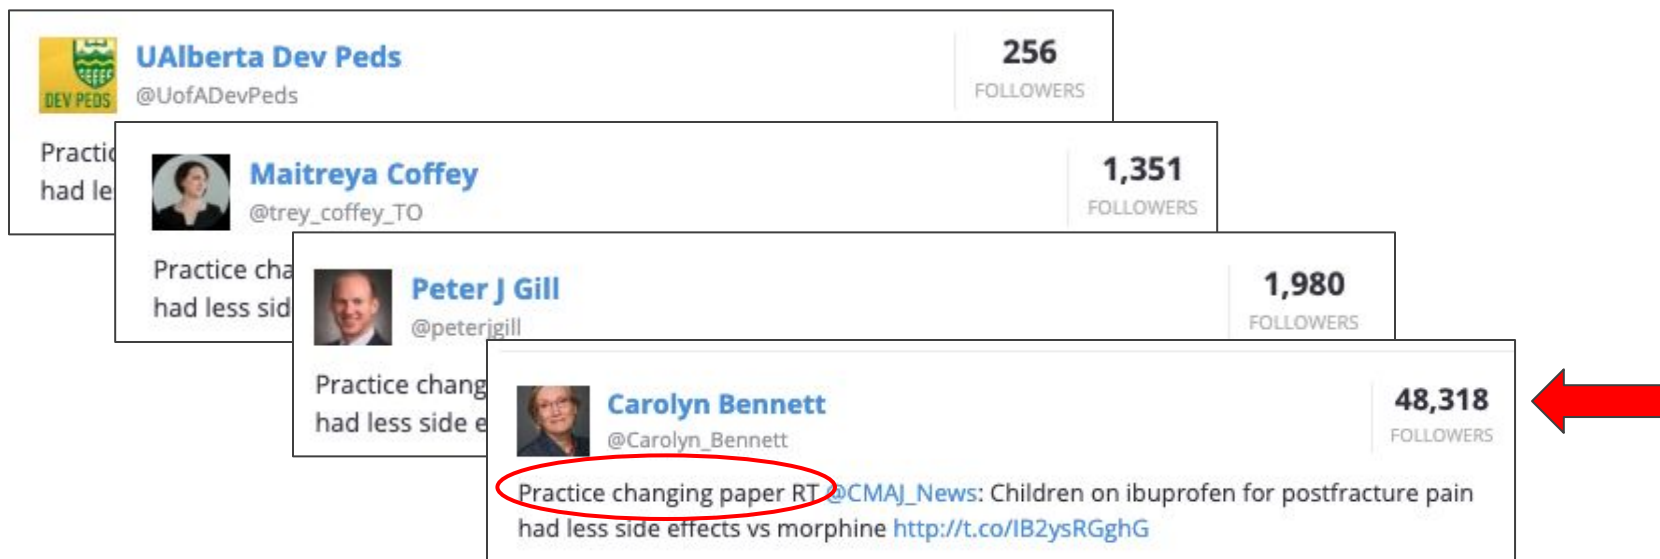 UAlberta Dev Peds
256
DEV PEDS
@UofADevPeds
FOLLOWERS
Practic
had le
Maitreya Coffey
1,351
@trey_coffey_TO
FOLLOWERS
Practice cha
had less sid
Peter J Gill
1,980
@peterjgill
FOLLOWERS
Practice chang
had less side e
Carolyn Bennett
48,318
@Carolyn_Bennett
FOLLOWERS
Practice changing paper RT @CMAJ_News: Children on ibuprofen for postfracture pain
had less side effects vs morphine http://t.co/IB2ysRGghG